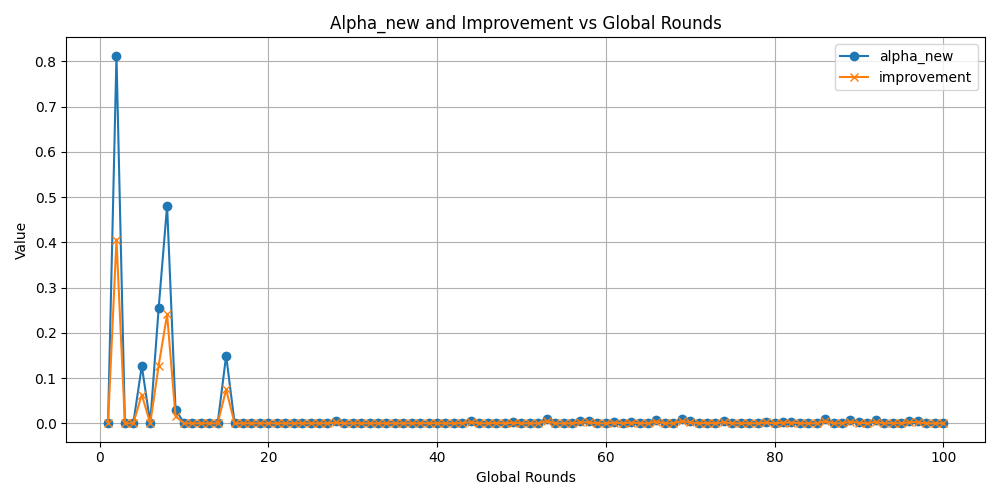 Alpha_new and Improvement vs Global Rounds
alpha_new
improvement
0.8
0.7
0.6
0.5
0.4
0.3
0.2
0.1
0.0
Value
0 20 40 60 80 100
Global Rounds